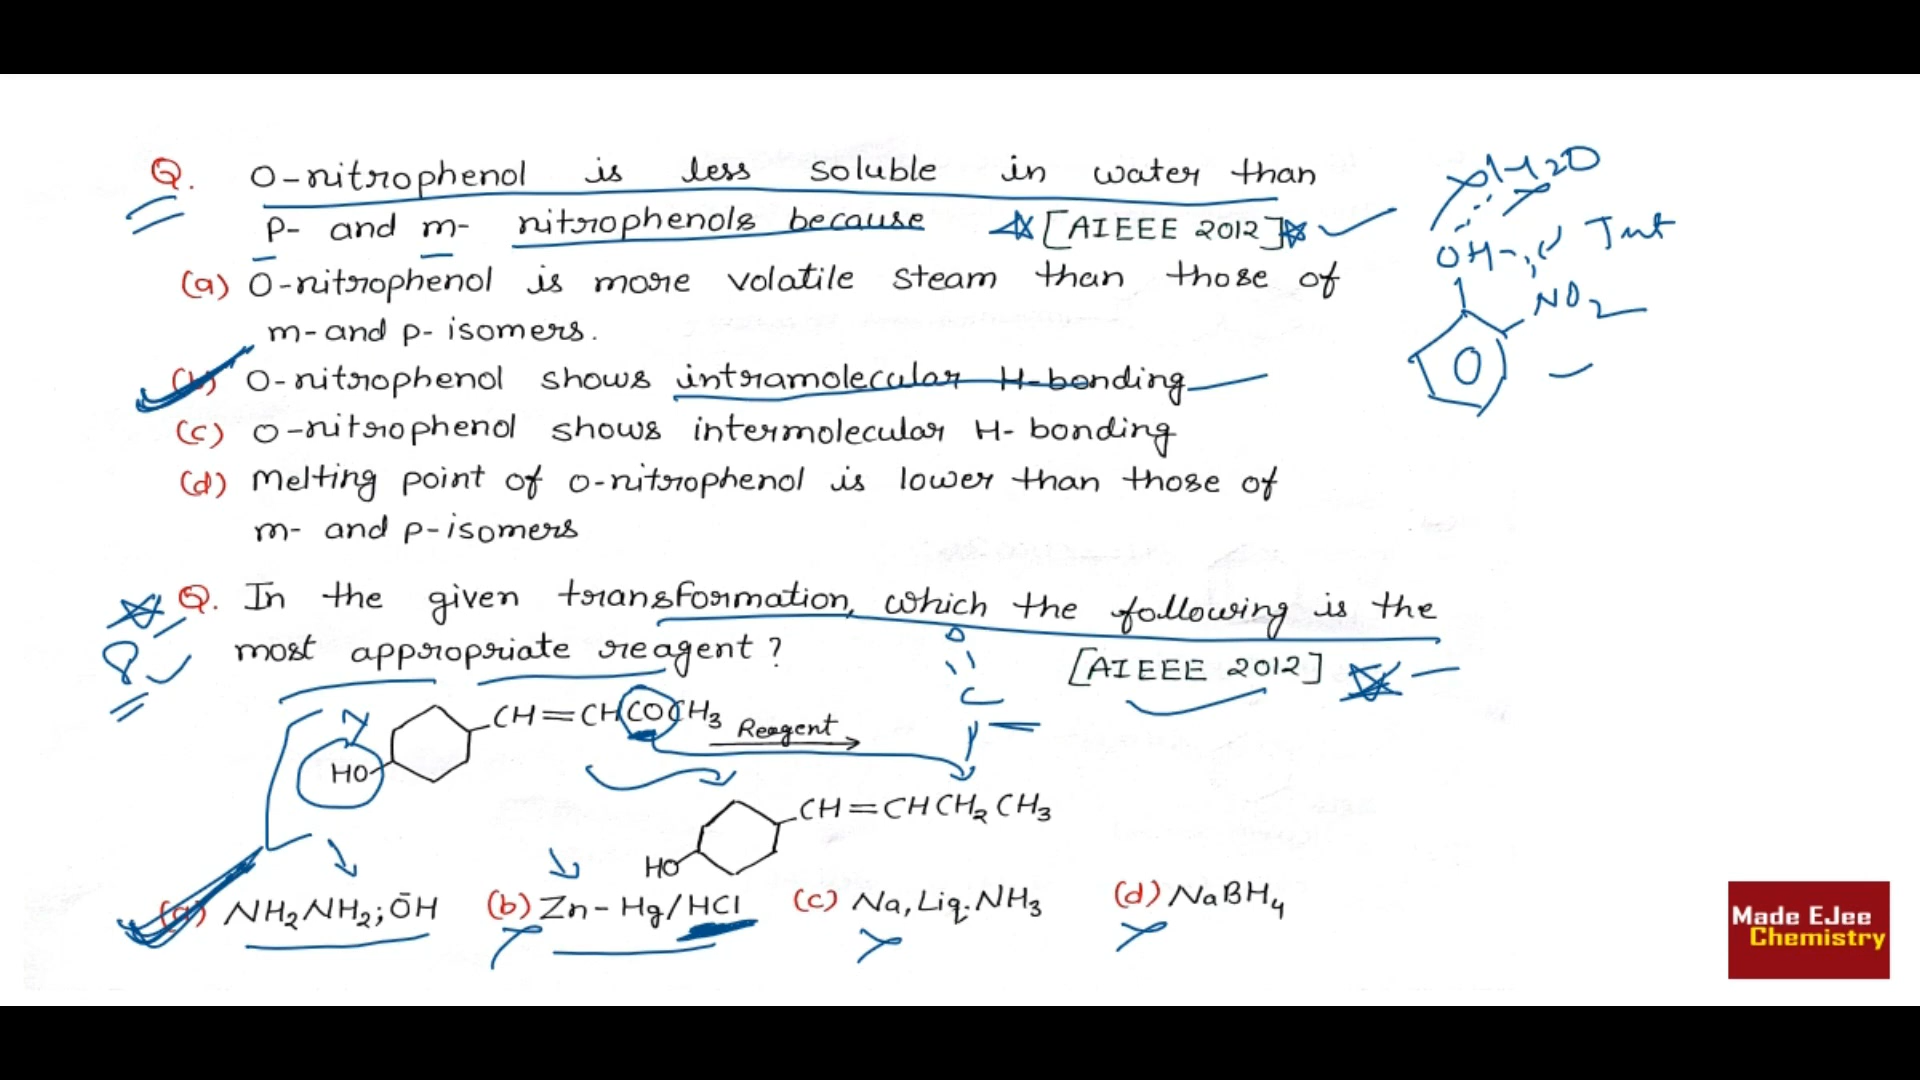 Q. O-nitrophenol is less soluble in water than
P- and m- nitrophenols because [AIEEE 2012]
(a) O-nitrophenol is more volatile steam than those of
m- and p- isomers.
(b) O-nitrophenol shows intramolecular H-bonding
(c) O-nitrophenol shows intermolecular H- bonding
(d) Melting point of o-nitrophenol is lower than those of
m- and p-isomers
H2O
OH
NO2
Q. In the given transformation, which the following is the
most appropriate reagent?
[AIEEE 2012]
O
C
HO
CH=CHCOCH3
Reagent
HO
CH=CHCH2CH3
(a) NH2NH2;ŌH (b) Zn-Hg/HCl (c) Na, Liq. NH3 (d) NaBH4
Made EJee
Chemistry